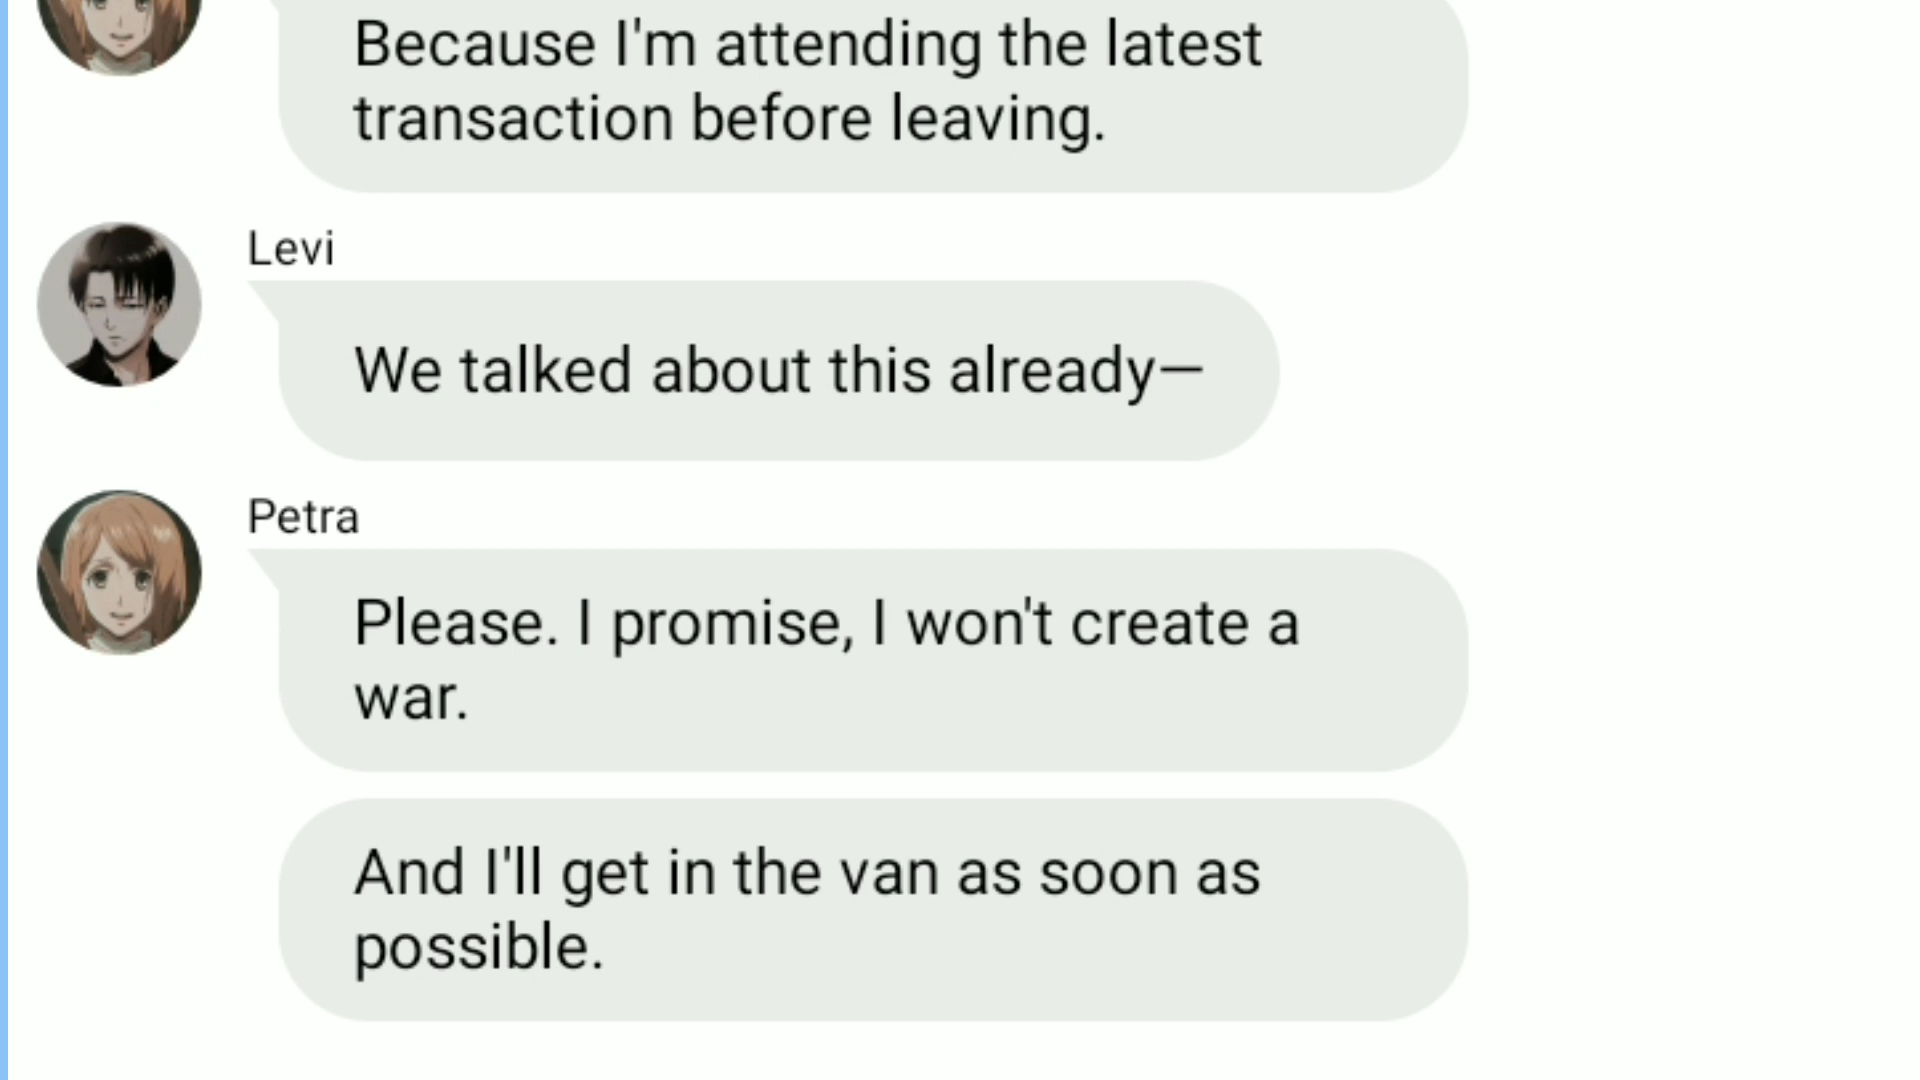 Because I'm attending the latest
transaction before leaving.
Levi
We talked about this already—
Petra
Please. I promise, I won't create a
war.
And I'll get in the van as soon as
possible.